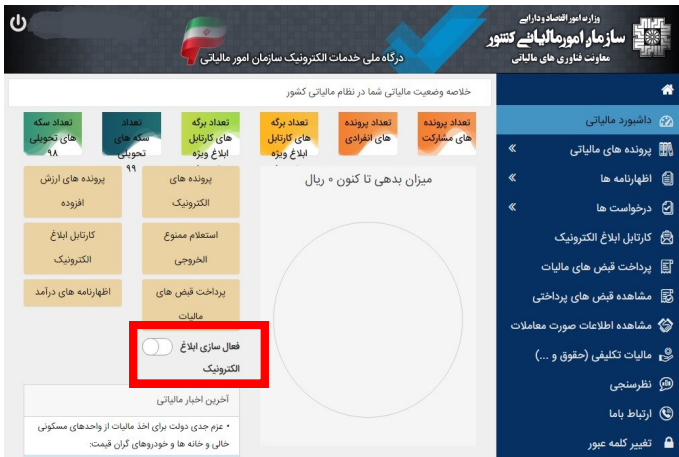 وزارت امور اقتصاد و دارایی
سازمان امور مالیاتی کشور
معاونت فناوری های مالیاتی
درگاه ملی خدمات الکترونیک سازمان امور مالیاتی
داشبورد مالیاتی
پرونده های مالیاتی
اظهارنامه ها
درخواست ها
کارتابل ابلاغ الکترونیک
پرداخت قبض های مالیات
مشاهده قبض های پرداختی
مشاهده اطلاعات صورت معاملات
مالیات تکلیفی (حقوق و ...)
نظرسنجی
ارتباط باما
تغییر کلمه عبور
خلاصه وضعیت مالیاتی شما در نظام مالیاتی کشور
تعداد پرونده
های مشارکت
تعداد پرونده
های انفرادی
تعداد برگه
های کارتابل
ابلاغ ویژه
تعداد برگه
های کارتابل
ابلاغ ویژه
تعداد
سکه های
تحویلی
۹۹
تعداد سکه
های تحویلی
۹۸
میزان بدهی تا کنون ۰ ریال
پرونده های
الکترونیک
پرونده های ارزش
افزوده
استعلام ممنوع
الخروجی
کارتابل ابلاغ
الکترونیک
پرداخت قبض های
مالیات
اظهارنامه های درآمد
فعال سازی ابلاغ
الکترونیک
آخرین اخبار مالیاتی
• عزم جدی دولت برای اخذ مالیات از واحدهای مسکونی
خالی و خانه ها و خودروهای گران قیمت: